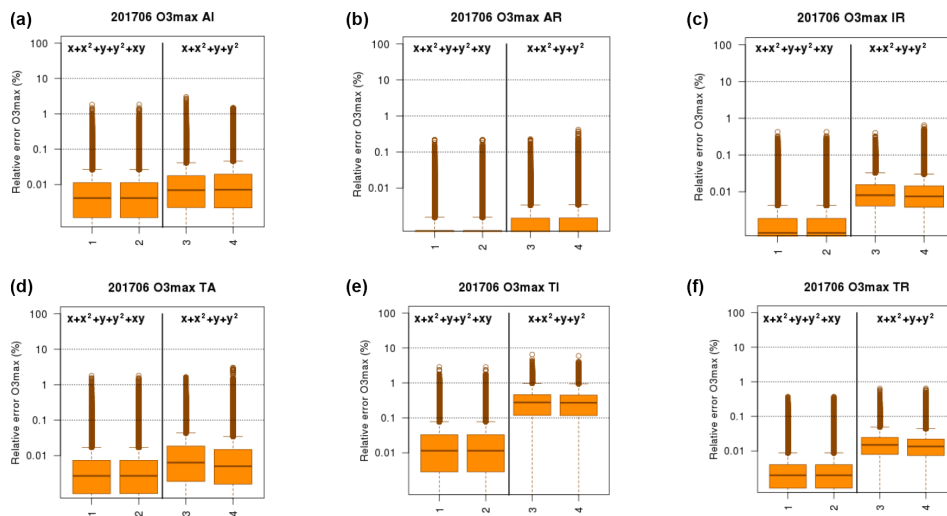 (a) 201706 O3max AI
Relative error O3max (%)
100
10
1
0.1
0.01
x+x²+y+y²+xy x+x²+y+y²
1 2 3 4
(b) 201706 O3max AR
Relative error O3max (%)
100
10
1
0.1
0.01
x+x²+y+y²+xy x+x²+y+y²
1 2 3 4
(c) 201706 O3max IR
Relative error O3max (%)
100
10
1
0.1
0.01
x+x²+y+y²+xy x+x²+y+y²
1 2 3 4
(d) 201706 O3max TA
Relative error O3max (%)
100
10
1
0.1
0.01
x+x²+y+y²+xy x+x²+y+y²
1 2 3 4
(e) 201706 O3max TI
Relative error O3max (%)
100
10
1
0.1
0.01
x+x²+y+y²+xy x+x²+y+y²
1 2 3 4
(f) 201706 O3max TR
Relative error O3max (%)
100
10
1
0.1
0.01
x+x²+y+y²+xy x+x²+y+y²
1 2 3 4